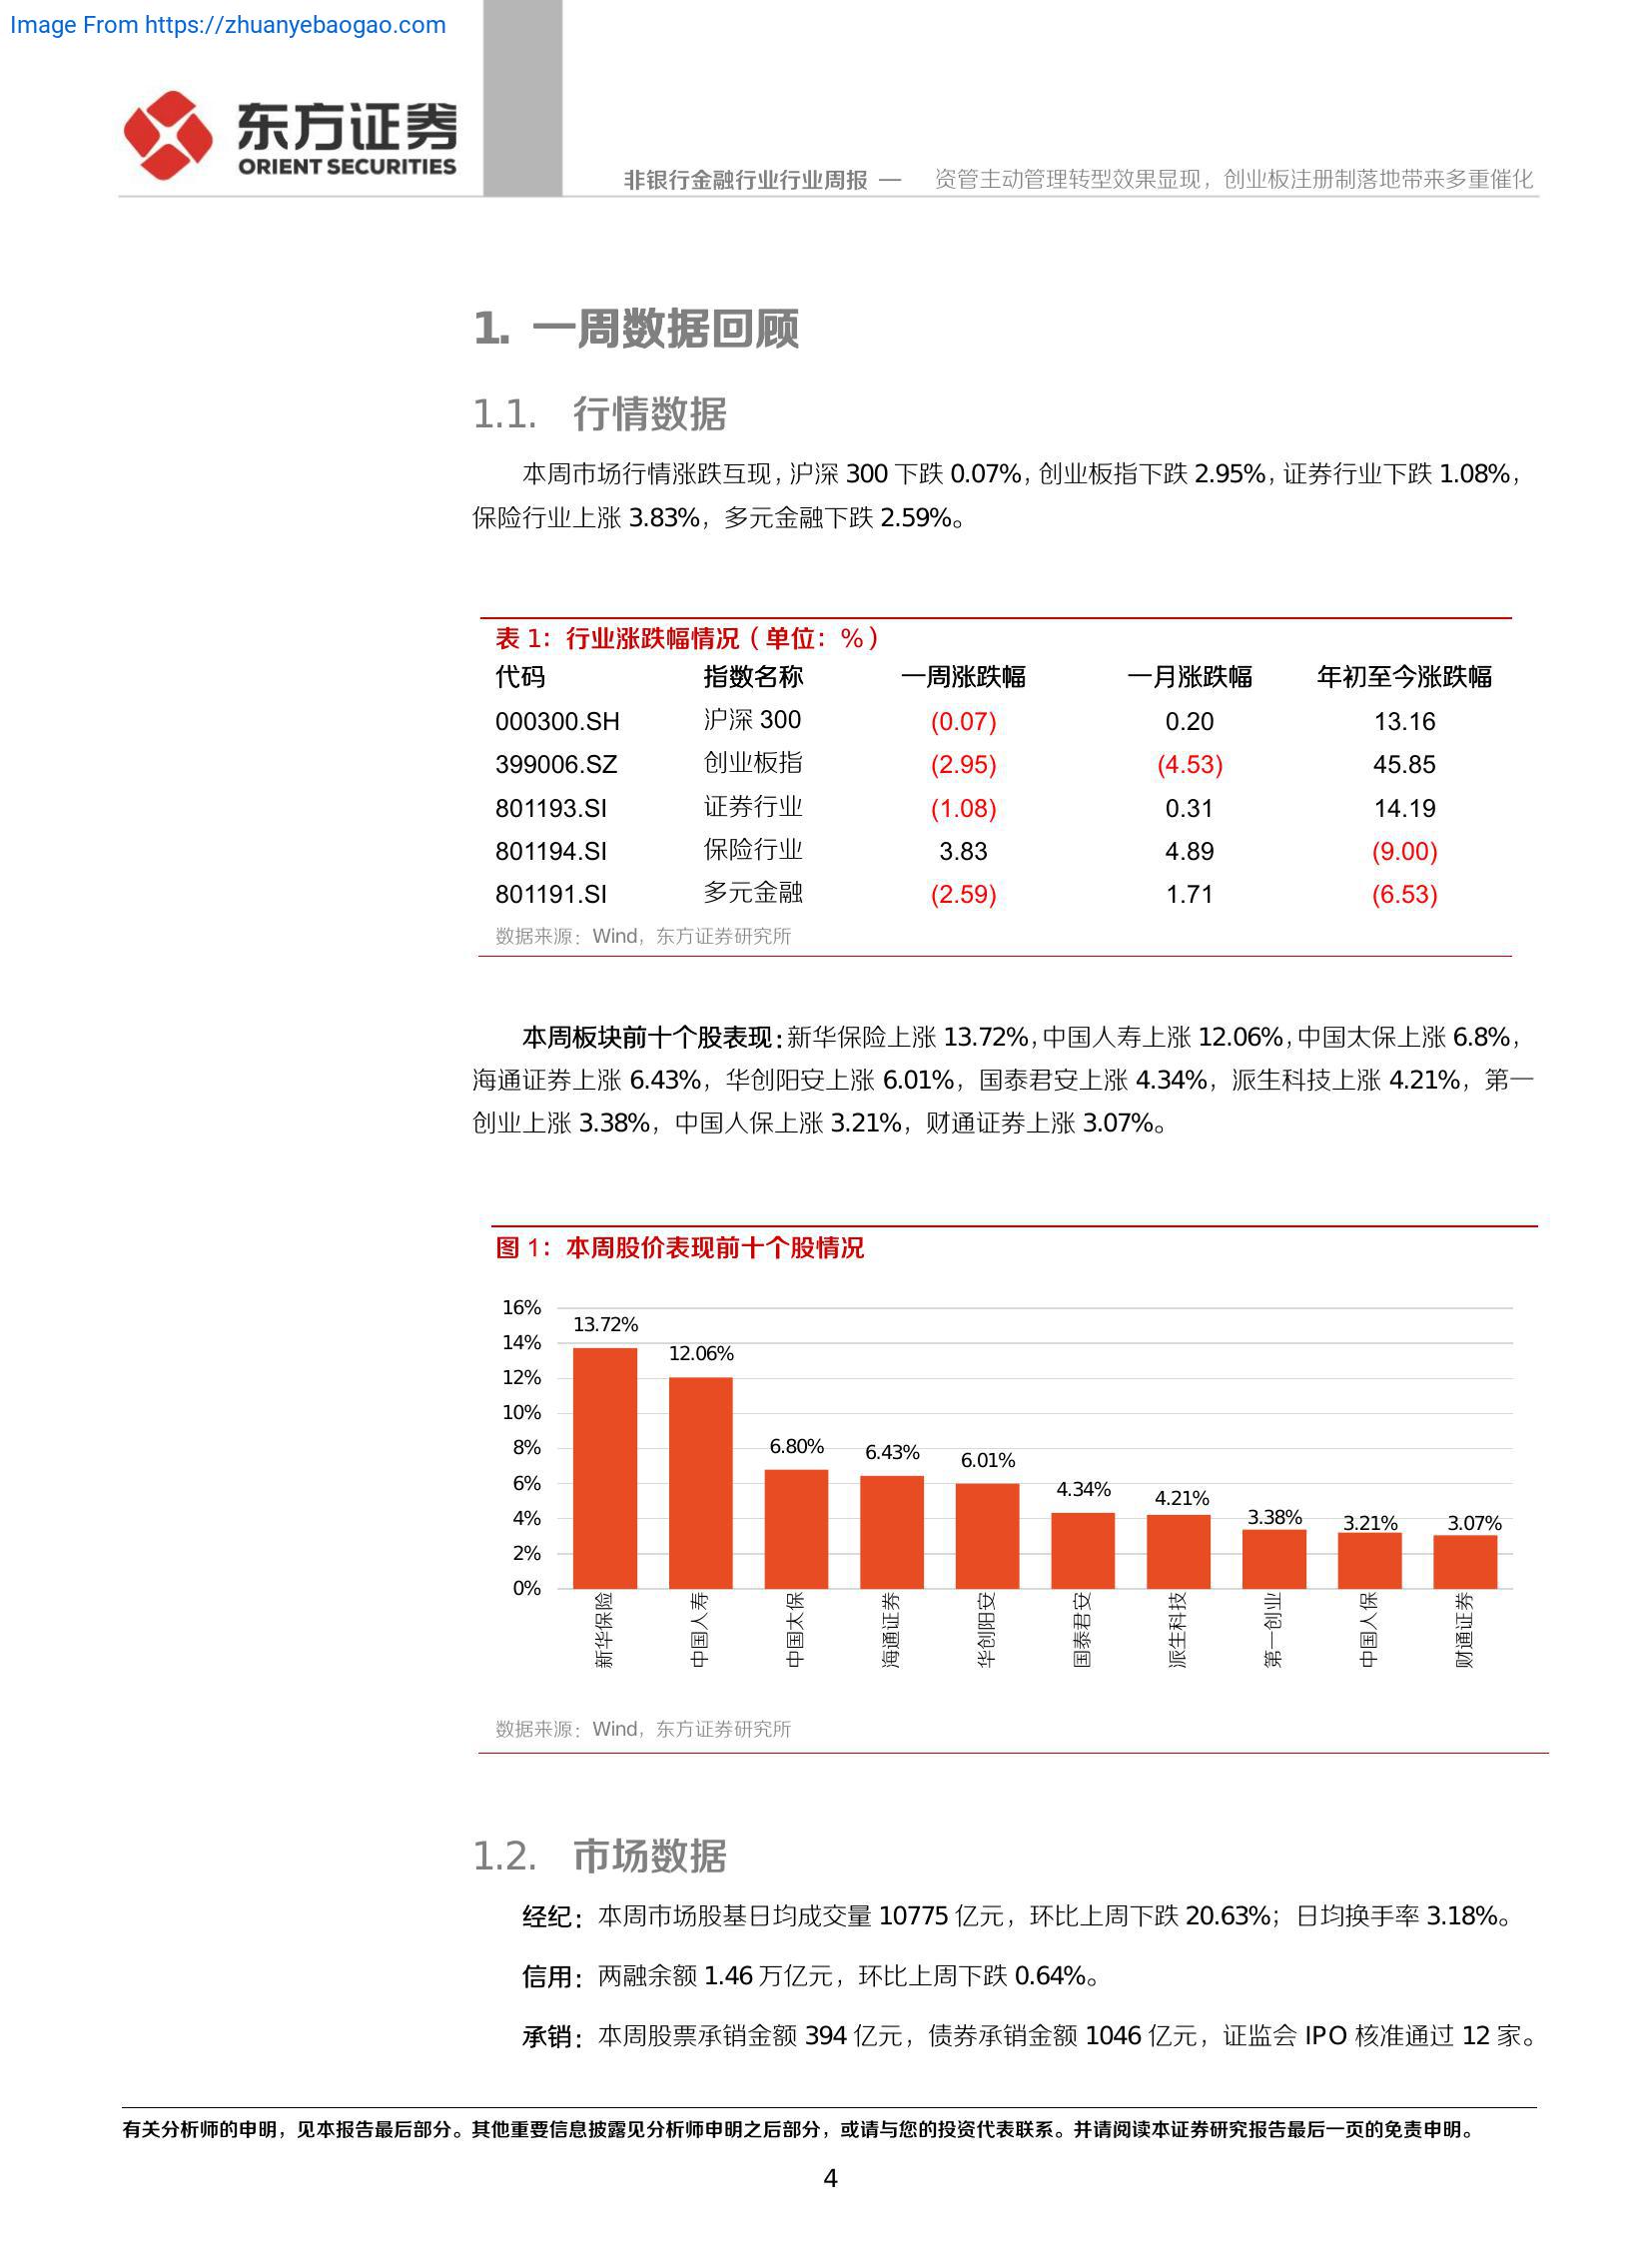 Image From https://zhuanyebaogao.com
东方证券
ORIENT SECURITIES
非银行金融行业行业周报 — 资管主动管理转型效果显现，创业板注册制落地带来多重催化
1. 一周数据回顾
1.1. 行情数据
本周市场行情涨跌互现，沪深 300 下跌 0.07%，创业板指下跌 2.95%，证券行业下跌 1.08%，
保险行业上涨 3.83%，多元金融下跌 2.59%。
表 1：行业涨跌幅情况（单位：%）
代码 指数名称 一周涨跌幅 一月涨跌幅 年初至今涨跌幅
000300.SH 沪深 300 (0.07) 0.20 13.16
399006.SZ 创业板指 (2.95) (4.53) 45.85
801193.SI 证券行业 (1.08) 0.31 14.19
801194.SI 保险行业 3.83 4.89 (9.00)
801191.SI 多元金融 (2.59) 1.71 (6.53)
数据来源：Wind，东方证券研究所
本周板块前十个股表现：新华保险上涨 13.72%，中国人寿上涨 12.06%，中国太保上涨 6.8%，
海通证券上涨 6.43%，华创阳安上涨 6.01%，国泰君安上涨 4.34%，派生科技上涨 4.21%，第一
创业上涨 3.38%，中国人保上涨 3.21%，财通证券上涨 3.07%。
图 1：本周股价表现前十个股情况
16%
14%
12%
10%
8%
6%
4%
2%
0%
13.72%
12.06%
6.80%
6.43%
6.01%
4.34%
4.21%
3.38%
3.21%
3.07%
新华保险
中国人寿
中国太保
海通证券
华创阳安
国泰君安
派生科技
第一创业
中国人保
财通证券
数据来源：Wind，东方证券研究所
1.2. 市场数据
经纪：本周市场股基日均成交量 10775 亿元，环比上周下跌 20.63%；日均换手率 3.18%。
信用：两融余额 1.46 万亿元，环比上周下跌 0.64%。
承销：本周股票承销金额 394 亿元，债券承销金额 1046 亿元，证监会 IPO 核准通过 12 家。
有关分析师的申明，见本报告最后部分。其他重要信息披露见分析师申明之后部分，或请与您的投资代表联系。并请阅读本证券研究报告最后一页的免责申明。
4